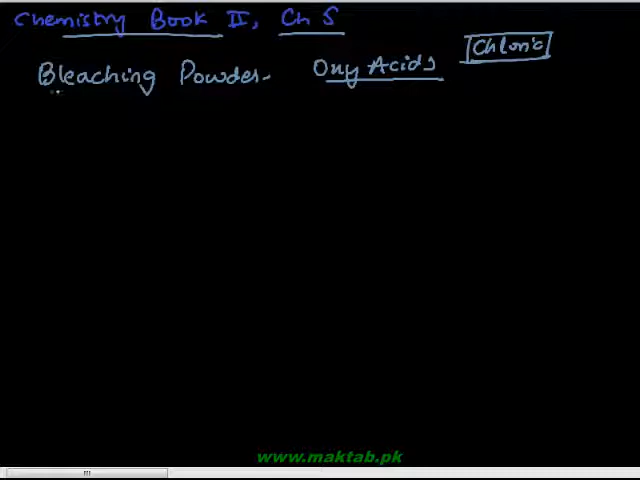 Chemistry Book II, Ch 5
Bleaching Powder- Oxy Acids Chloric
www.maktab.pk